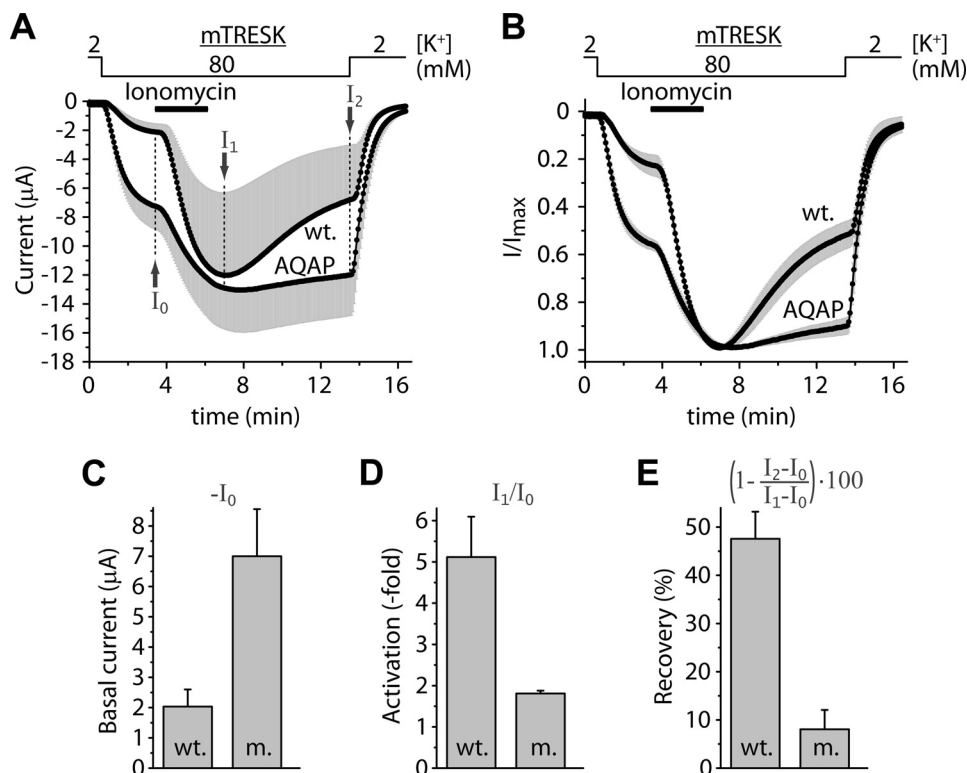 A
mTRESK
2 80 2 [K+]
(mM)
Ionomycin
I1
I2
I0
wt.
AQAP
Current (μA)
0
-2
-4
-6
-8
-10
-12
-14
-16
-18
0 4 8 12 16
time (min)
B
mTRESK
2 80 2 [K+]
(mM)
Ionomycin
wt.
AQAP
I/Imax
0
0.2
0.4
0.6
0.8
1.0
0 4 8 12 16
time (min)
C
-I0
Basal current (μA)
8
7
6
5
4
3
2
1
0
wt. m.
D
I1/I0
Activation (-fold)
6
5
4
3
2
1
0
wt. m.
E
(1-I2-I0/I1-I0)·100
Recovery (%)
50
40
30
20
10
0
wt. m.